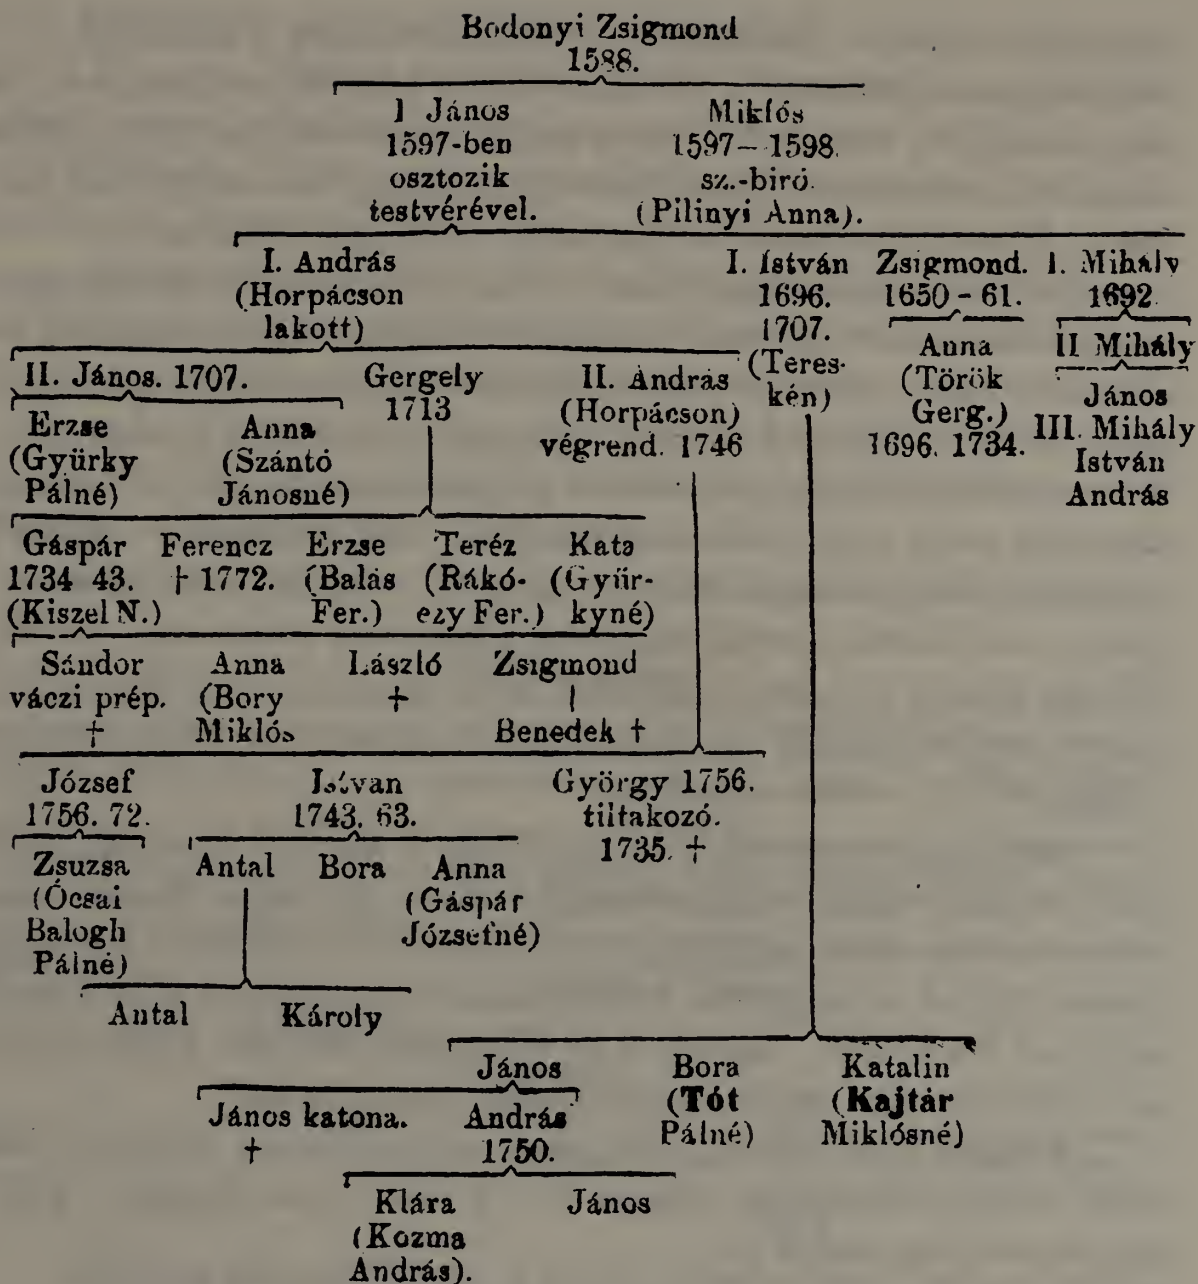 Bodonyi Zsigmond
1588.
I János
1597-ben
osztozik
testvérével.
Miklós
1597–1598.
sz.-biró.
(Pilinyi Anna).
I. András
(Horpácson
lakott)
I. István
1696.
1707.
(Teres-
kén)
Zsigmond.
1650-61.
I. Mihály
1692.
Anna
(Török
Gerg.)
1696. 1734.
II Mihály
János
III. Mihály
István
András
II. János. 1707.
Gergely
1713
II. András
(Horpácson)
végrend. 1746
Erzse
(Gyürky
Pálné)
Anna
(Szántó
Jánosné)
Gáspár
1734 43.
(Kiszel N.)
Ferencz
† 1772.
Erzse
(Balás
Fer.)
Teréz
(Rákó-
czy Fer.)
Kata
(Gyür-
kyné)
Sándor
váczi prép.
†
Anna
(Bory
Miklós
László
†
Zsigmond
Benedek †
József
1756. 72.
István
1743. 63.
György 1756.
tiltakozó.
1735. †
Zsuzsa
(Ócsai
Balogh
Pálné)
Antal
Bora
Anna
(Gáspár
Józsefné)
Antal
Károly
János
Bora
(Tót
Pálné)
Katalin
(Kajtár
Miklósné)
János katona.
†
András
1750.
Klára
(Kozma
András).
János